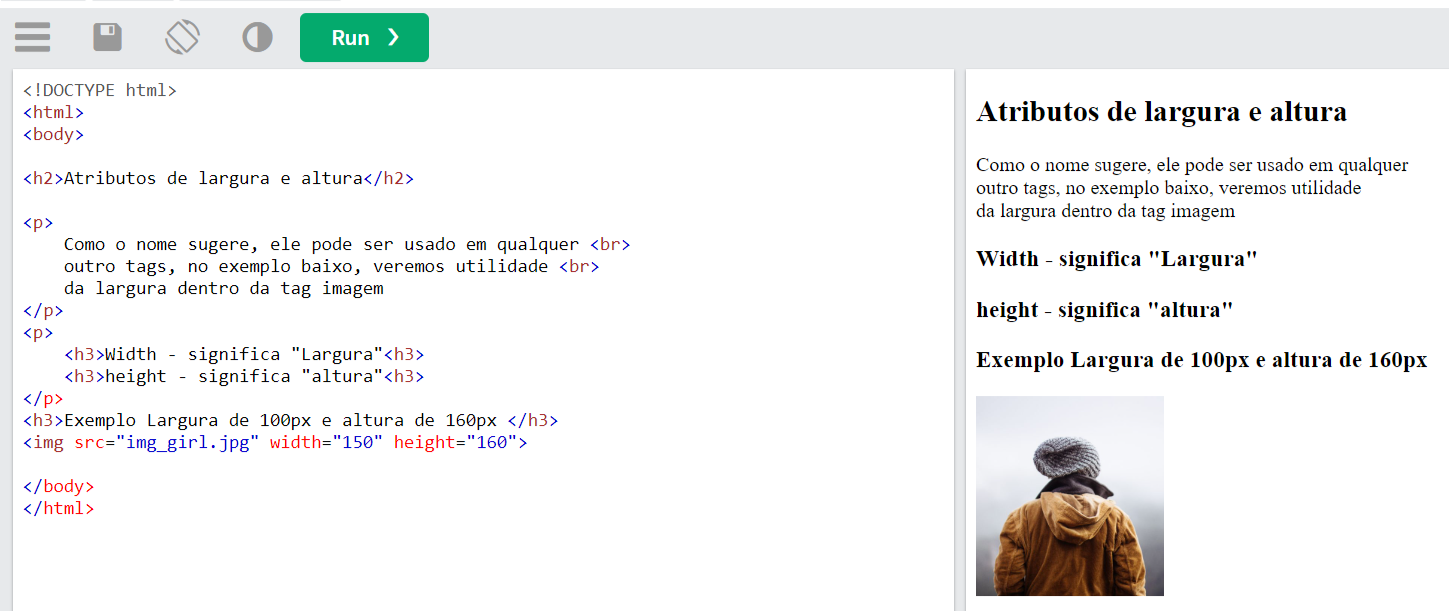 Run ❯
<!DOCTYPE html>
<html>
<body>
<h2>Atributos de largura e altura</h2>
<p>
Como o nome sugere, ele pode ser usado em qualquer <br>
outro tags, no exemplo baixo, veremos utilidade <br>
da largura dentro da tag imagem
</p>
<p>
<h3>Width - significa "Largura"<h3>
<h3>height - significa "altura"<h3>
</p>
<h3>Exemplo Largura de 100px e altura de 160px </h3>
<img src="img_girl.jpg" width="150" height="160">
</body>
</html>
Atributos de largura e altura
Como o nome sugere, ele pode ser usado em qualquer
outro tags, no exemplo baixo, veremos utilidade
da largura dentro da tag imagem
Width - significa "Largura"
height - significa "altura"
Exemplo Largura de 100px e altura de 160px